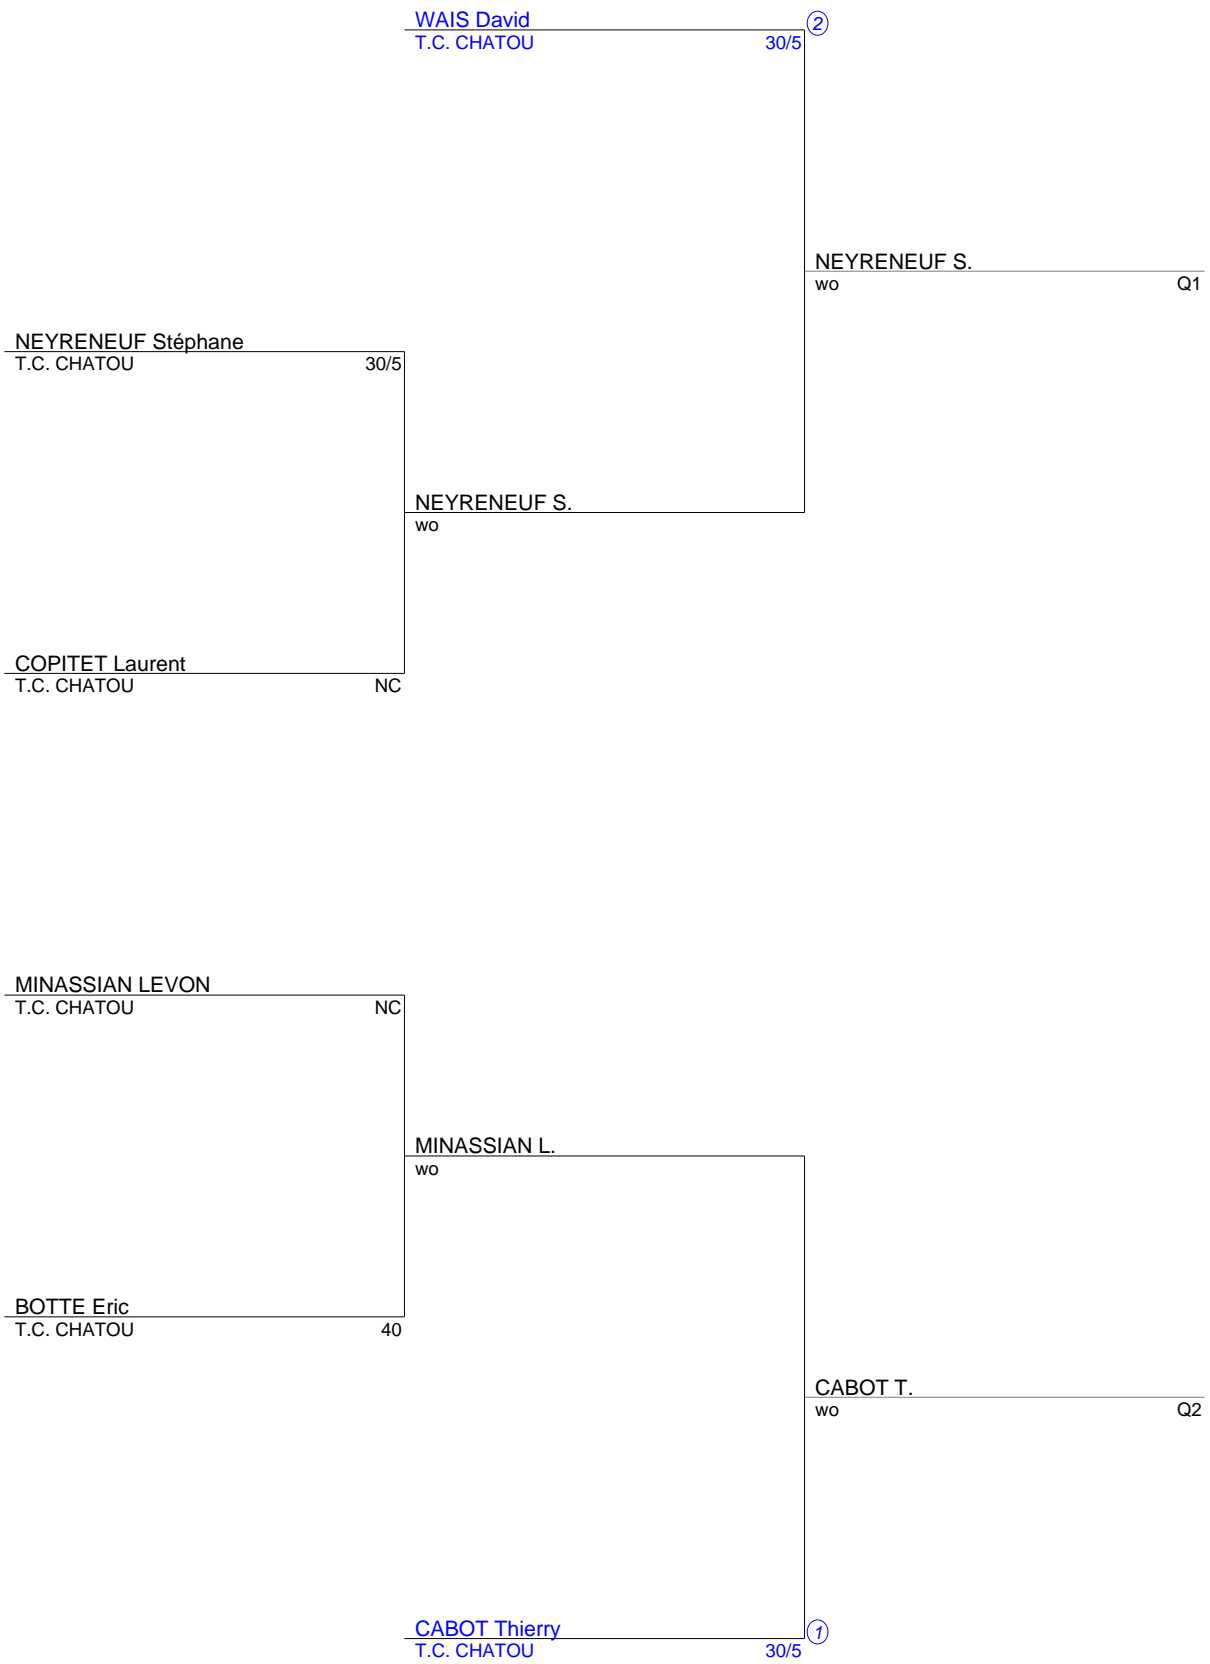 WAIS David
2
T.C. CHATOU 30/5
NEYRENEUF S.
wo Q1
NEYRENEUF Stéphane
T.C. CHATOU 30/5
NEYRENEUF S.
wo
COPITET Laurent
T.C. CHATOU NC
MINASSIAN LEVON
T.C. CHATOU NC
MINASSIAN L.
wo
BOTTE Eric
T.C. CHATOU 40
CABOT T.
wo Q2
CABOT Thierry
1
T.C. CHATOU 30/5